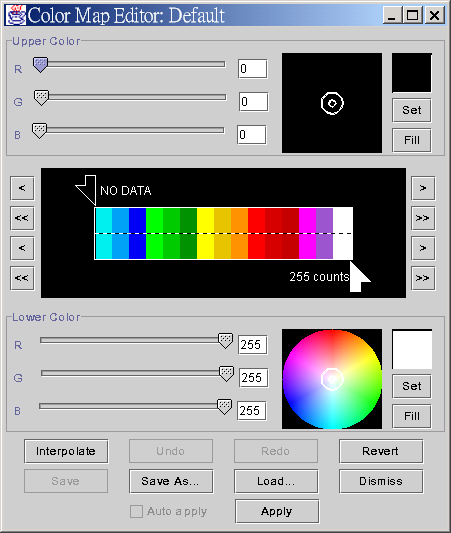 Color Map Editor: Default
Upper Color
R 0
G 0
B 0
Set
Fill
< NO DATA >
<< >>
< >
<< 255 counts >>
Lower Color
R 255
G 255
B 255
Set
Fill
Interpolate Undo Redo Revert
Save Save As... Load... Dismiss
Auto apply Apply